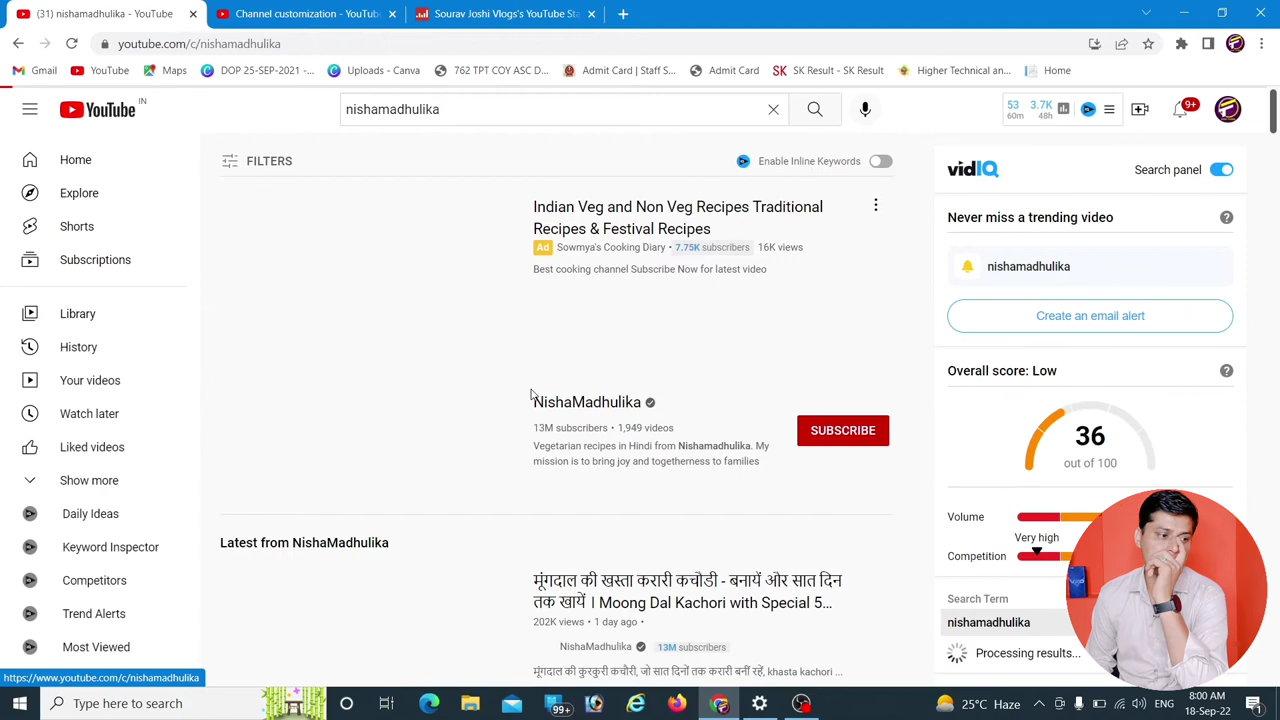 (31) nishamadhulika - YouTube
Channel customization - YouTube
Sourav Joshi Vlogs's YouTube Sta
youtube.com/c/nishamadhulika
Gmail
YouTube
Maps
DOP 25-SEP-2021 -...
Uploads - Canva
762 TPT COY ASC D...
Admit Card | Staff S...
Admit Card
SK Result - SK Result
Higher Technical an...
Home
YouTube IN
nishamadhulika
53 60m
3.7K 48h
9+
Home
Explore
Shorts
Subscriptions
Library
History
Your videos
Watch later
Liked videos
Show more
Daily Ideas
Keyword Inspector
Competitors
Trend Alerts
Most Viewed
FILTERS
Enable Inline Keywords
Indian Veg and Non Veg Recipes Traditional
Recipes & Festival Recipes
Ad Sowmya's Cooking Diary • 7.75K subscribers 16K views
Best cooking channel Subscribe Now for latest video
NishaMadhulika
13M subscribers • 1,949 videos
Vegetarian recipes in Hindi from Nishamadhulika. My
mission is to bring joy and togetherness to families
SUBSCRIBE
Latest from NishaMadhulika
मूंगदाल की खस्ता करारी कचोडी - बनायें ओर सात दिन
तक खायें । Moong Dal Kachori with Special 5...
202K views • 1 day ago •
NishaMadhulika 13M subscribers
मूंगदाल की कुरकुरी कचौरी, जो सात दिनों तक करारी बनीं रहें, khasta kachori ...
vidIQ
Search panel
Never miss a trending video
nishamadhulika
Create an email alert
Overall score: Low
36
out of 100
Volume
Very high
Competition
Search Term
nishamadhulika
Processing results...
https://www.youtube.com/c/nishamadhulika
Type here to search
99+
25°C Haze
ENG
8:00 AM
18-Sep-22